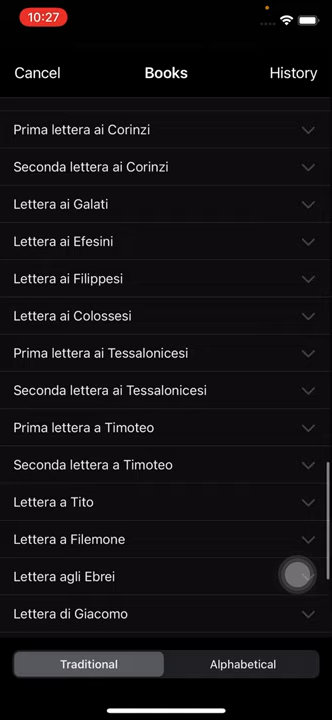 10:27
Cancel Books History
Prima lettera ai Corinzi
Seconda lettera ai Corinzi
Lettera ai Galati
Lettera ai Efesini
Lettera ai Filippesi
Lettera ai Colossesi
Prima lettera ai Tessalonicesi
Seconda lettera ai Tessalonicesi
Prima lettera a Timoteo
Seconda lettera a Timoteo
Lettera a Tito
Lettera a Filemone
Lettera agli Ebrei
Lettera di Giacomo
Traditional Alphabetical